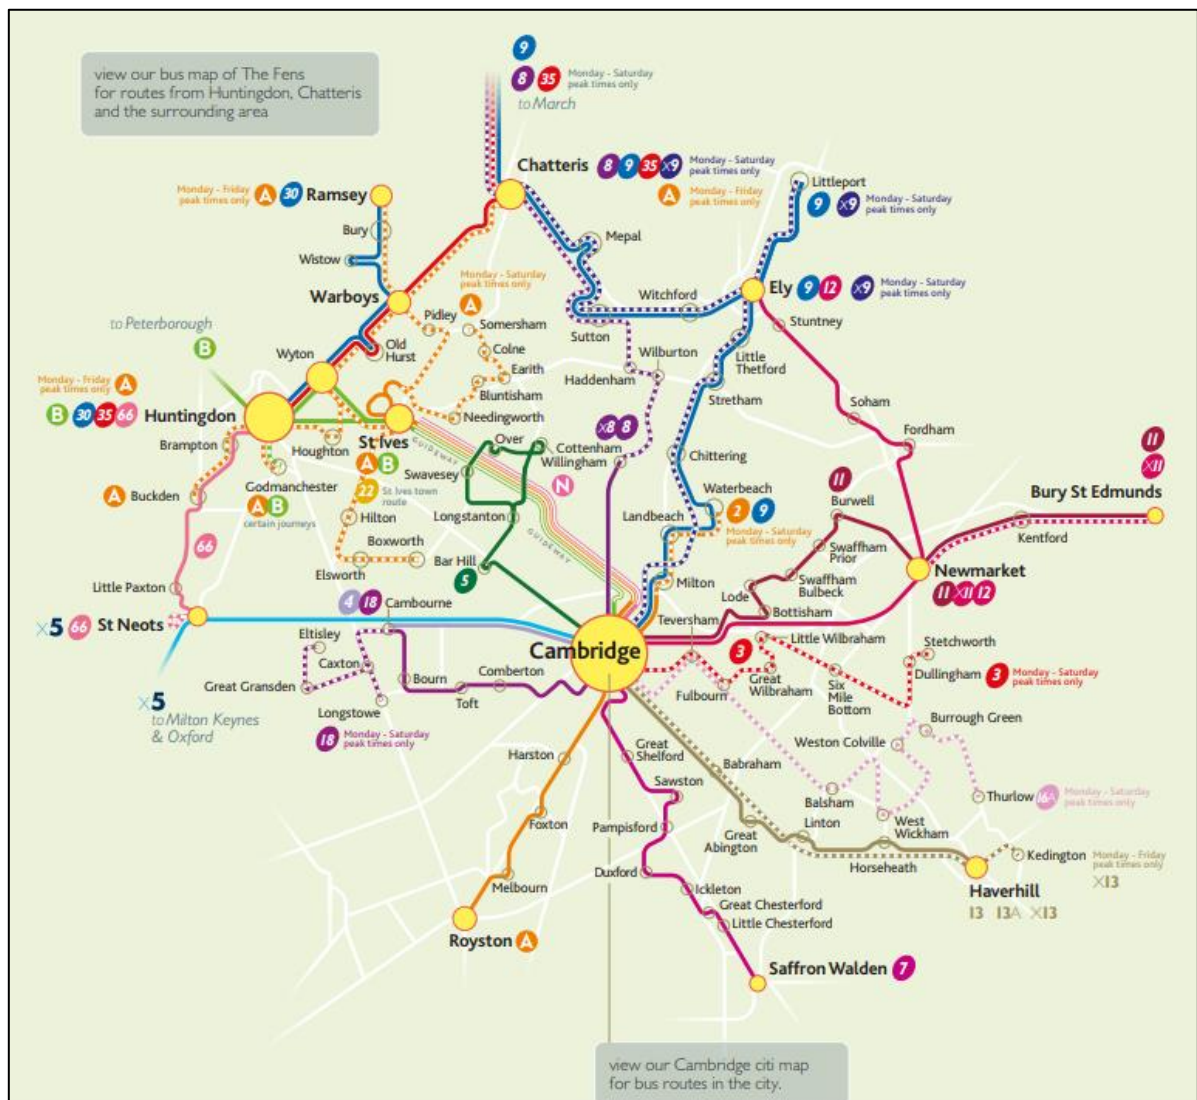 view our bus map of The Fens
for routes from Huntingdon, Chatteris
and the surrounding area
9
8 35 Monday - Saturday
peak times only
to March
Chatteris 8 9 35 X9 Monday - Saturday
peak times only
A Monday - Friday
peak times only
Littleport
9 X9 Monday - Saturday
peak times only
Monday - Friday
peak times only A 30 Ramsey
Bury
Wistow
Mepal
Warboys
Monday - Saturday
peak times only
A
Witchford
Ely 9 12 X9 Monday - Saturday
peak times only
to Peterborough
B
Pidley
Somersham
Sutton
Stuntney
Wyton
Old
Hurst
Colne
Wilburton
Little
Thetford
Earith
Haddenham
Monday - Friday
peak times only A
B 30 35 66
Huntingdon
Bluntisham
Stretham
Needingworth
Soham
Brampton
Houghton
St Ives
A B
22 St Ives town
route
GUIDEWAY
Over
Cottenham
Willingham
X8 8
Fordham
11
X11
Swavesey
N
Chittering
A Buckden
Godmanchester
A B
certain journeys
11
Bury St Edmunds
Waterbeach
2 9
Monday - Saturday
peak times only
Burwell
Hilton
Longstanton
Landbeach
Kentford
Boxworth
GUIDEWAY
Swaffham
Prior
66
Elsworth
Bar Hill
5
Newmarket
11 X11 12
Little Paxton
Milton
Lode
Swaffham
Bulbeck
4 18 Cambourne
Teversham
Bottisham
X5 66 St Neots
Eltisley
Cambridge
Little Wilbraham
Stetchworth
3
Caxton
Comberton
Great
Wilbraham
Dullingham 3 Monday - Saturday
peak times only
Great Gransden
Bourn
Toft
Fulbourn
Six
Mile
Bottom
X5
to Milton Keynes
& Oxford
Longstowe
18 Monday - Saturday
peak times only
Burrough Green
Harston
Great
Shelford
Weston Colville
Babraham
Sawston
Balsham
Thurlow 16A Monday - Saturday
peak times only
Foxton
Pampisford
Great
Abington
Linton
West
Wickham
Kedington Monday - Friday
peak times only
X13
Melbourn
Duxford
Horseheath
Ickleton
Haverhill
13 13A X13
Great Chesterford
Little Chesterford
Royston A
Saffron Walden 7
view our Cambridge citi map
for bus routes in the city.